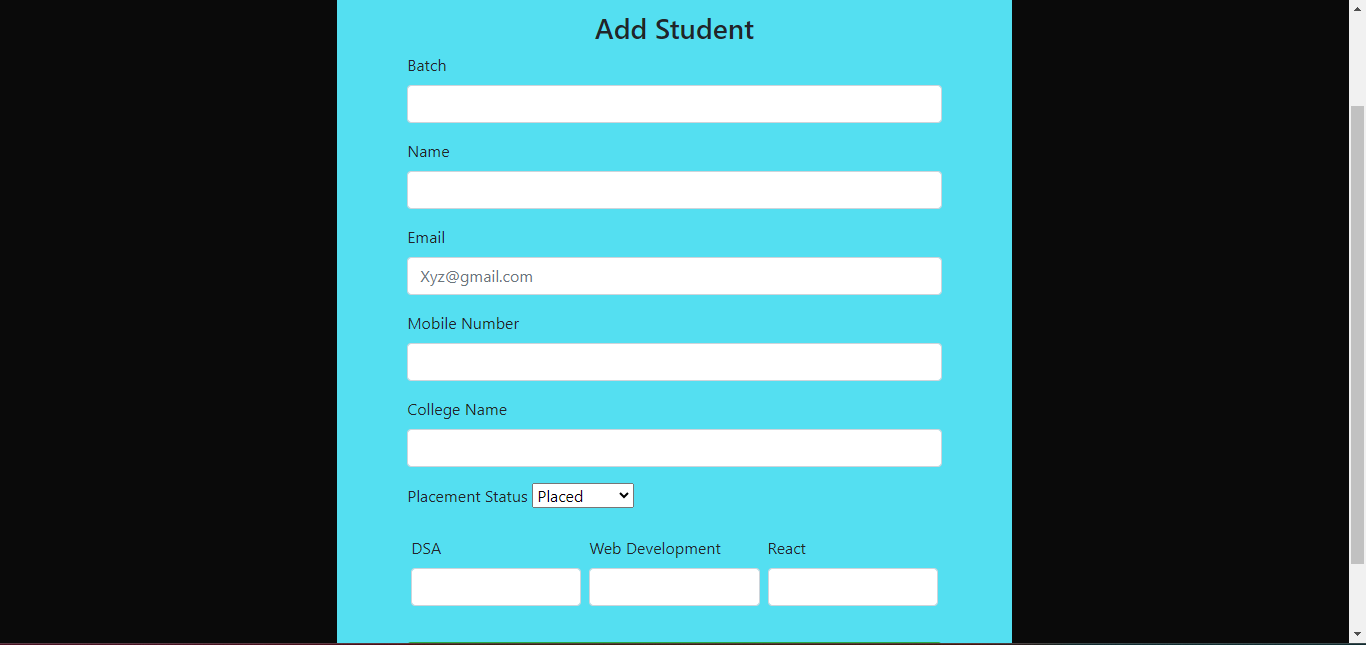 Add Student
Batch
Name
Email
Xyz@gmail.com
Mobile Number
College Name
Placement Status Placed
DSA Web Development React